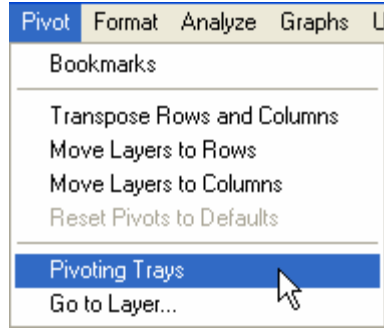 Pivot Format Analyze Graphs
Bookmarks
Transpose Rows and Columns
Move Layers to Rows
Move Layers to Columns
Reset Pivots to Defaults
Pivoting Trays
Go to Layer...